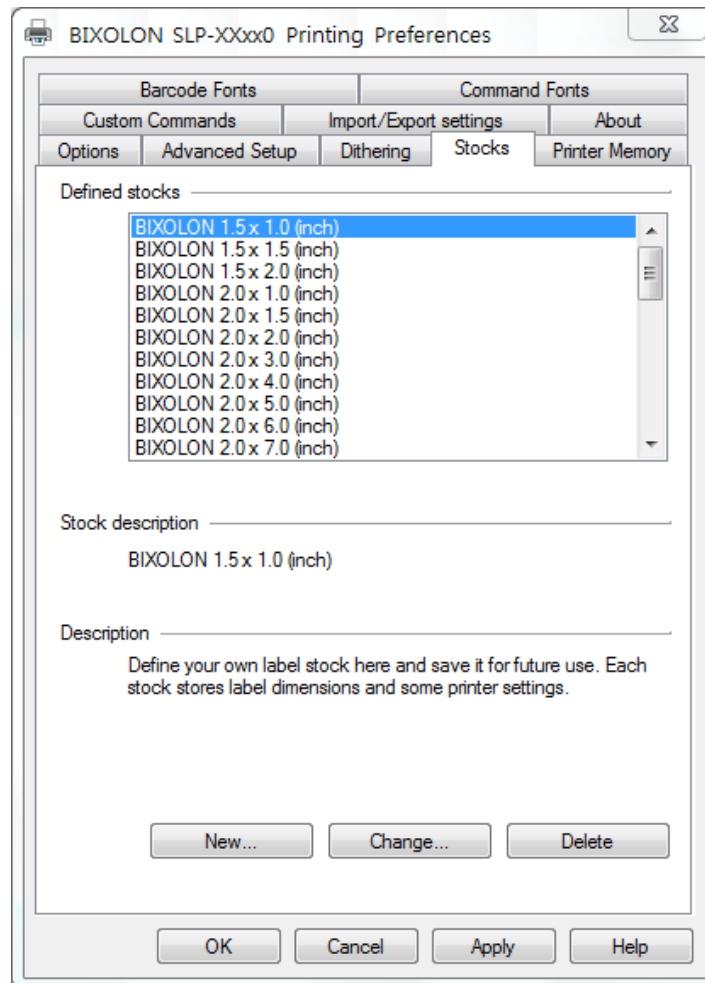 BIXOLON SLP-XXxx0 Printing Preferences
Barcode Fonts
Command Fonts
Custom Commands
Import/Export settings
About
Options
Advanced Setup
Dithering
Stocks
Printer Memory
Defined stocks
BIXOLON 1.5 x 1.0 (inch)
BIXOLON 1.5 x 1.5 (inch)
BIXOLON 1.5 x 2.0 (inch)
BIXOLON 2.0 x 1.0 (inch)
BIXOLON 2.0 x 1.5 (inch)
BIXOLON 2.0 x 2.0 (inch)
BIXOLON 2.0 x 3.0 (inch)
BIXOLON 2.0 x 4.0 (inch)
BIXOLON 2.0 x 5.0 (inch)
BIXOLON 2.0 x 6.0 (inch)
BIXOLON 2.0 x 7.0 (inch)
Stock description
BIXOLON 1.5 x 1.0 (inch)
Description
Define your own label stock here and save it for future use. Each
stock stores label dimensions and some printer settings.
New...
Change...
Delete
OK
Cancel
Apply
Help